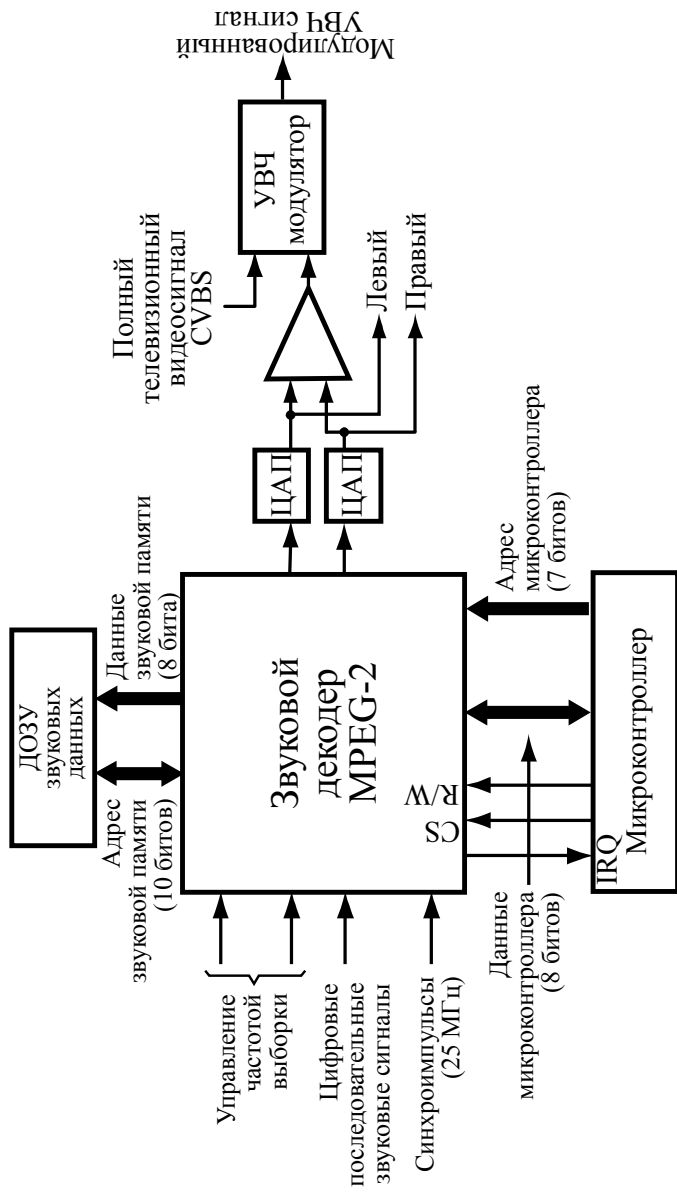 ДОЗУ
звуковых
данных
Адрес
звуковой памяти
(10 битов)
Данные
звуковой памяти
(8 бита)
Управление
частотой
выборки
Цифровые
последовательные
звуковые сигналы
Синхроимпульсы
(25 МГц)
Звуковой
декодер
MPEG-2
ЦАП
ЦАП
Полный
телевизионный
видеосигнал
CVBS
УВЧ
модулятор
Модулированный
УВЧ сигнал
Левый
Правый
CS
R/W
IRQ
Данные
микроконтроллера
(8 битов)
Адрес
микроконтроллера
(7 битов)
Микроконтроллер